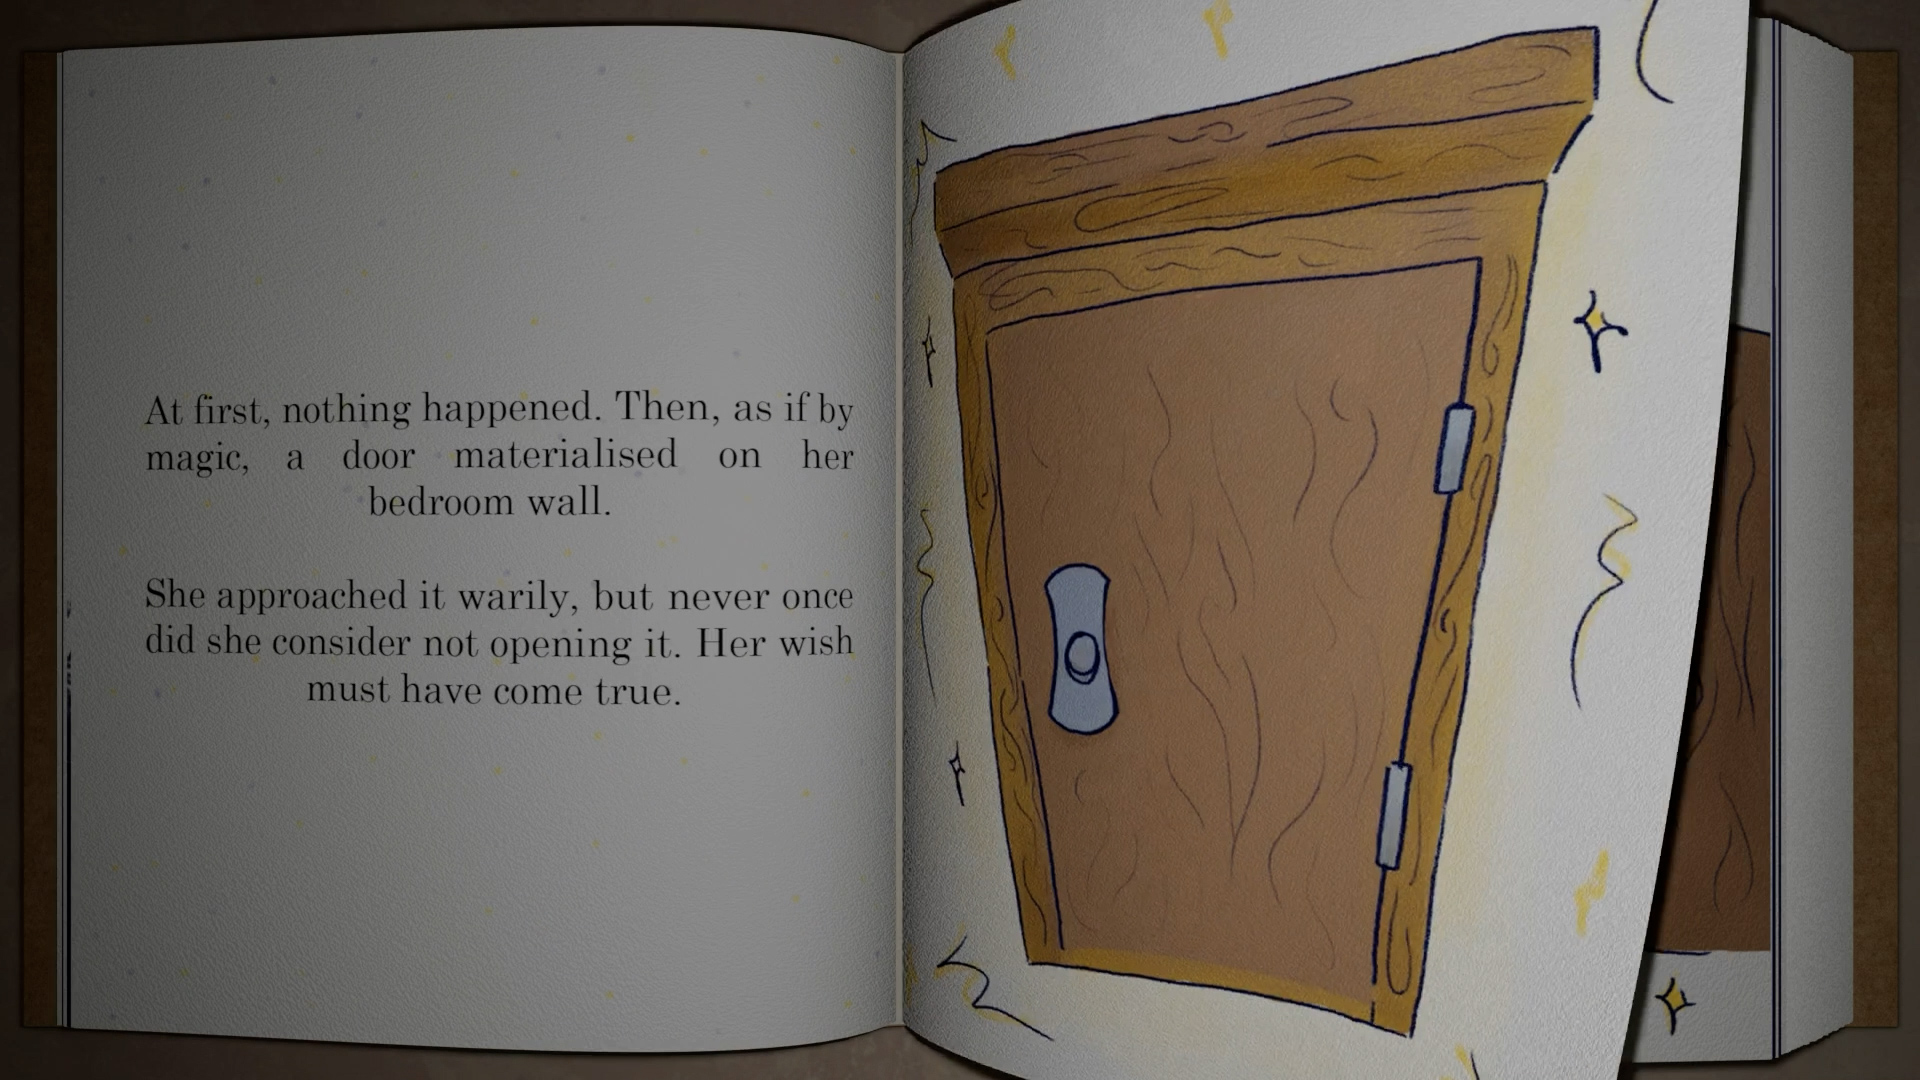 At first, nothing happened. Then, as if by
magic, a door materialised on her
bedroom wall.
She approached it warily, but never once
did she consider not opening it. Her wish
must have come true.